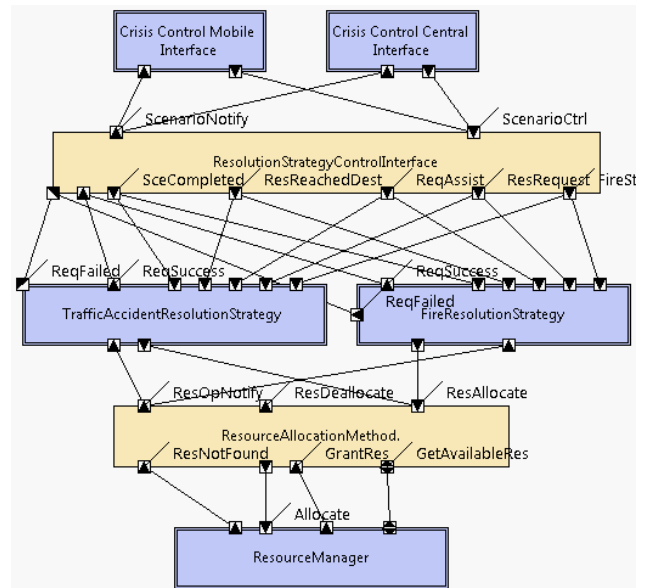 Crisis Control Mobile
Interface
Crisis Control Central
Interface
ScenarioNotify
ScenarioCtrl
ResolutionStrategyControlInterface
SceCompleted
ResReachedDest
ReqAssist
ResRequest
FireSt
ReqFailed
ReqSuccess
ReqSuccess
ReqFailed
TrafficAccidentResolutionStrategy
FireResolutionStrategy
ResOpNotify
ResDeallocate
ResAllocate
ResourceAllocationMethod.
ResNotFound
GrantRes
GetAvailableRes
Allocate
ResourceManager